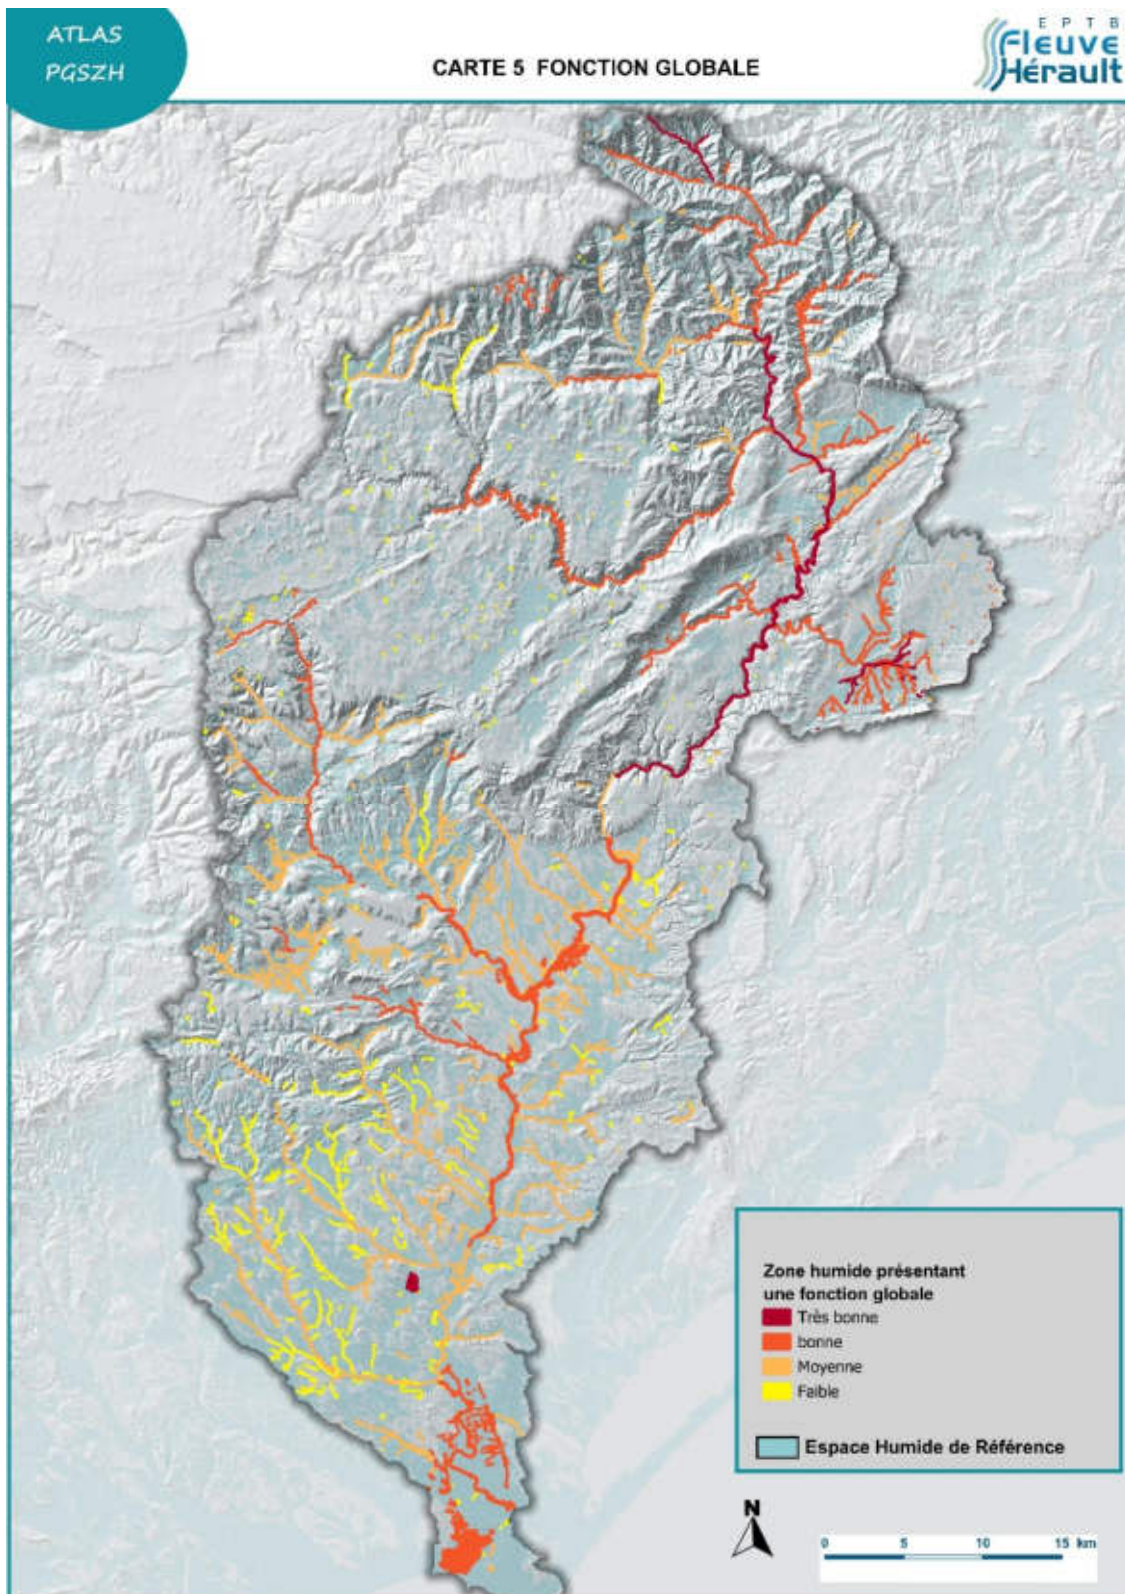 ATLAS
PGSZH
CARTE 5 FONCTION GLOBALE
EPTB
Fleuve
Hérault
Zone humide présentant
une fonction globale
Très bonne
bonne
Moyenne
Faible
Espace Humide de Référence
N
0 5 10 15 km